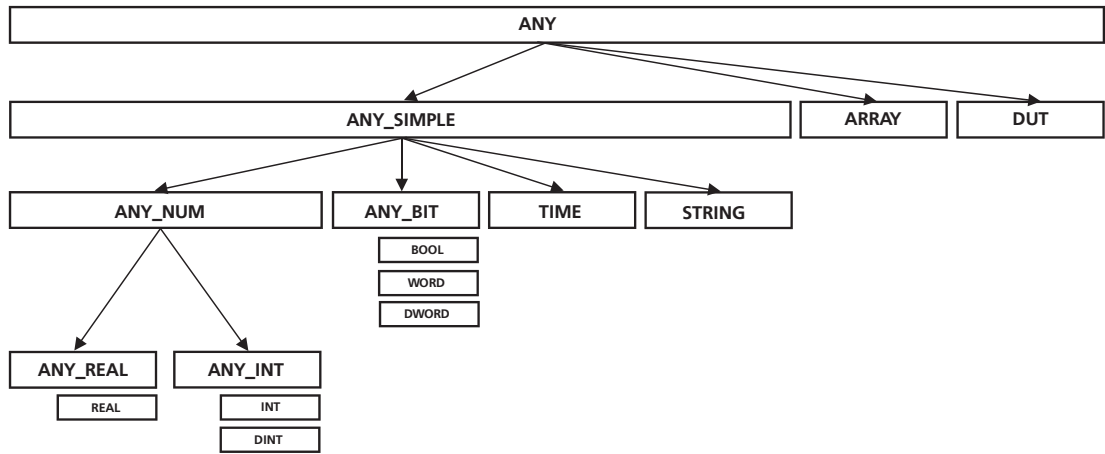 ANY
ANY_SIMPLE
ARRAY
DUT
ANY_NUM
ANY_BIT
TIME
STRING
BOOL
WORD
DWORD
ANY_REAL
ANY_INT
REAL
INT
DINT